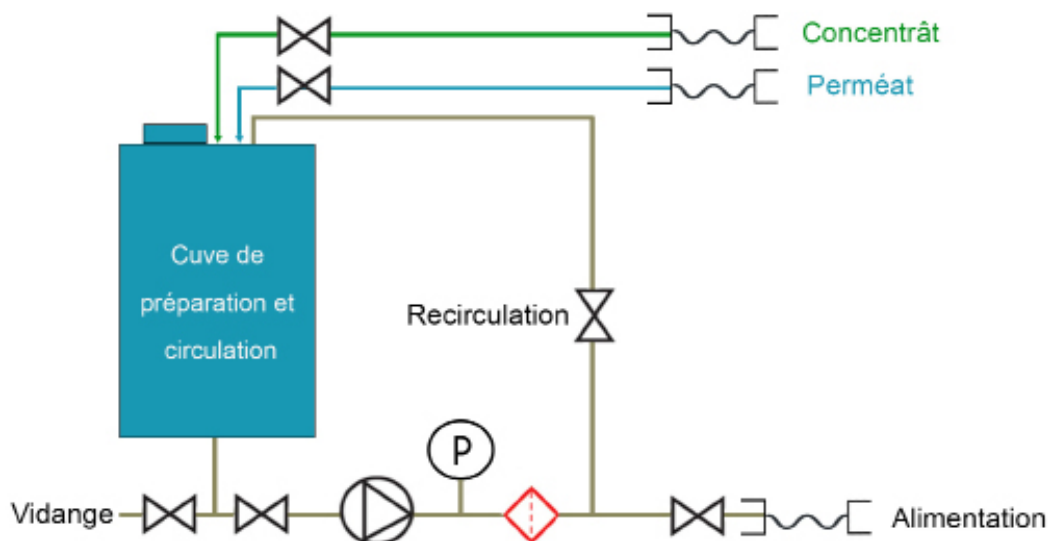 Concentrât
Perméat
Cuve de
préparation et
circulation
Recirculation
P
Vidange
Alimentation